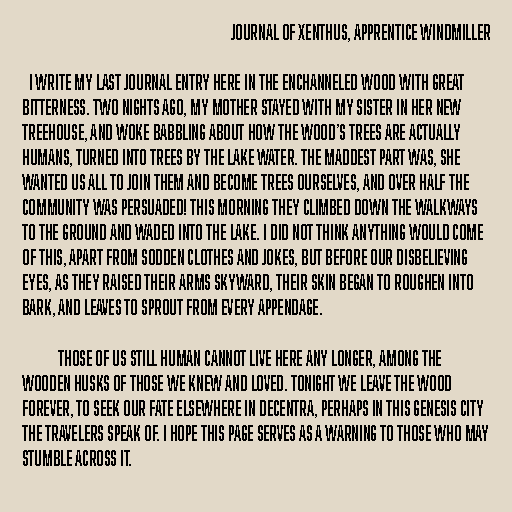 JOURNAL OF XENTHUS, APPRENTICE WINDMILLER
I WRITE MY LAST JOURNAL ENTRY HERE IN THE ENCHANNELED WOOD WITH GREAT
BITTERNESS. TWO NIGHTS AGO, MY MOTHER STAYED WITH MY SISTER IN HER NEW
TREEHOUSE, AND WOKE BABBLING ABOUT HOW THE WOOD'S TREES ARE ACTUALLY
HUMANS, TURNED INTO TREES BY THE LAKE WATER. THE MADDEST PART WAS, SHE
WANTED US ALL TO JOIN THEM AND BECOME TREES OURSELVES, AND OVER HALF THE
COMMUNITY WAS PERSUADED! THIS MORNING THEY CLIMBED DOWN THE WALKWAYS
TO THE GROUND AND WADED INTO THE LAKE. I DID NOT THINK ANYTHING WOULD COME
OF THIS, APART FROM SODDEN CLOTHES AND JOKES, BUT BEFORE OUR DISBELIEVING
EYES, AS THEY RAISED THEIR ARMS SKYWARD, THEIR SKIN BEGAN TO ROUGHEN INTO
BARK, AND LEAVES TO SPROUT FROM EVERY APPENDAGE.
THOSE OF US STILL HUMAN CANNOT LIVE HERE ANY LONGER, AMONG THE
WOODEN HUSKS OF THOSE WE KNEW AND LOVED. TONIGHT WE LEAVE THE WOOD
FOREVER, TO SEEK OUR FATE ELSEWHERE IN DECENTRA, PERHAPS IN THIS GENESIS CITY
THE TRAVELERS SPEAK OF. I HOPE THIS PAGE SERVES AS A WARNING TO THOSE WHO MAY
STUMBLE ACROSS IT.